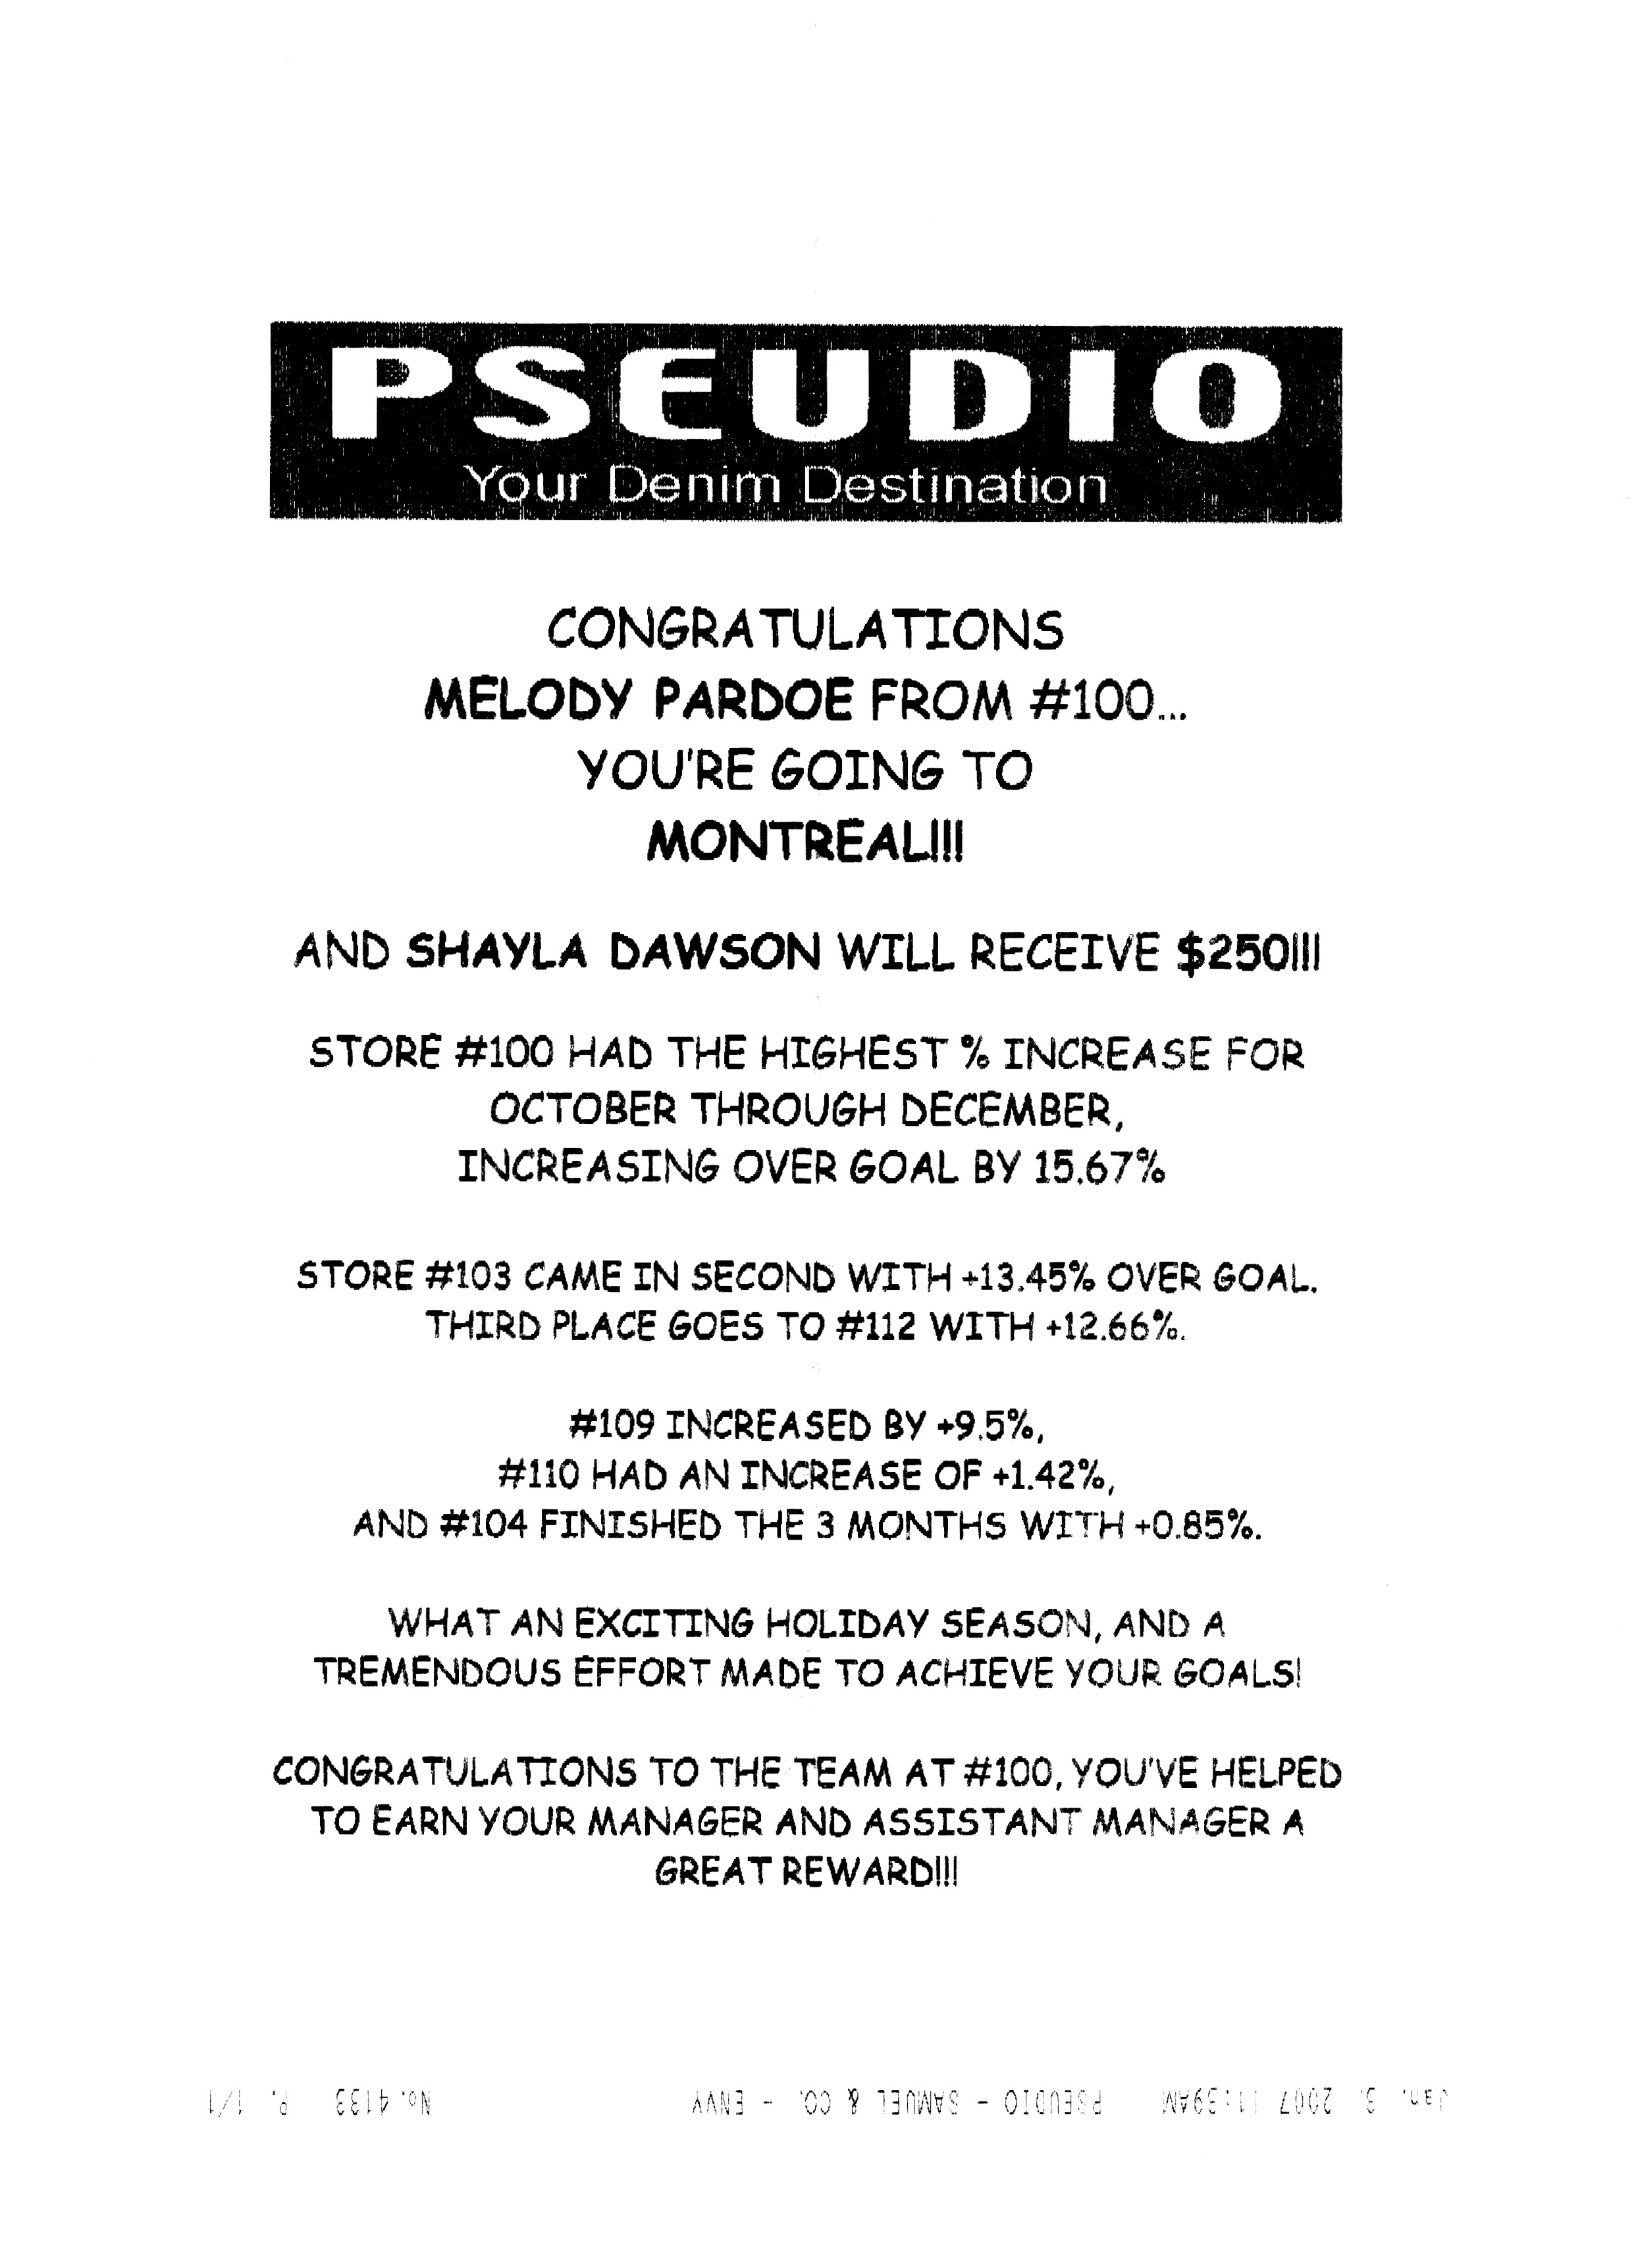 PSEUDIO
Your Denim Destination
CONGRATULATIONS
MELODY PARDOE FROM #100...
YOU'RE GOING TO
MONTREAL!!!
AND SHAYLA DAWSON WILL RECEIVE $250!!!
STORE #100 HAD THE HIGHEST % INCREASE FOR
OCTOBER THROUGH DECEMBER,
INCREASING OVER GOAL BY 15.67%
STORE #103 CAME IN SECOND WITH +13.45% OVER GOAL.
THIRD PLACE GOES TO #112 WITH +12.66%.
#109 INCREASED BY +9.5%,
#110 HAD AN INCREASE OF +1.42%,
AND #104 FINISHED THE 3 MONTHS WITH +0.85%.
WHAT AN EXCITING HOLIDAY SEASON, AND A
TREMENDOUS EFFORT MADE TO ACHIEVE YOUR GOALS!
CONGRATULATIONS TO THE TEAM AT #100, YOU'VE HELPED
TO EARN YOUR MANAGER AND ASSISTANT MANAGER A
GREAT REWARD!!!
Jan. 3. 2007 11:39AM PSEUDIO - SAMUEL & CO. - ENVY No. 4133 P. 1/1